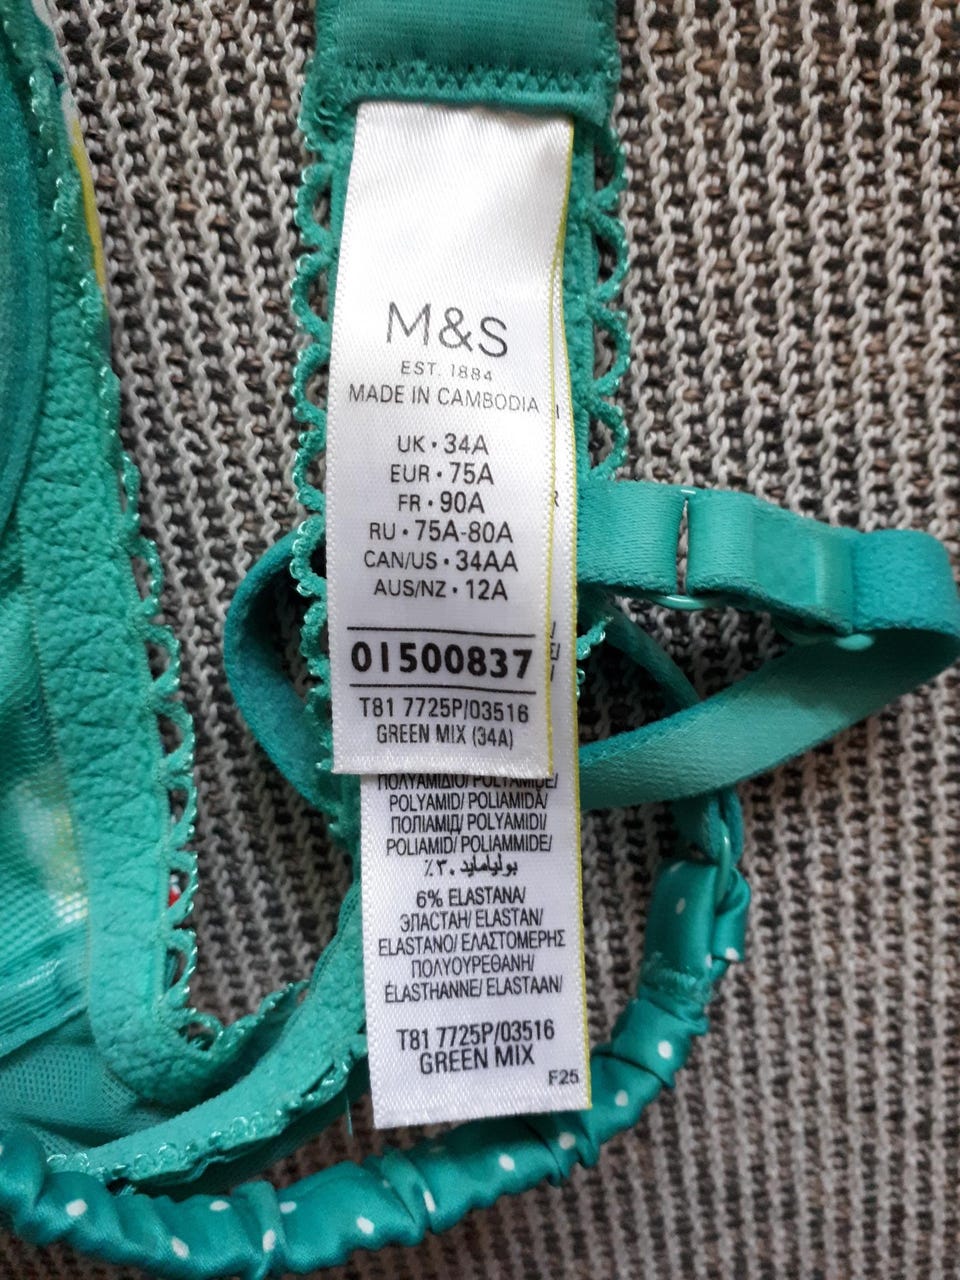 M&S
EST. 1884
MADE IN CAMBODIA
UK • 34A
EUR • 75A
FR • 90A
RU • 75A-80A
CAN/US • 34AA
AUS/NZ • 12A
01500837
T81 7725P/03516
GREEN MIX (34A)
ΠΟΛΥΑΜΙΔΙΟ/ POLYAMIDE/
POLYAMID/ POLIAMIDA/
ПОЛІАМІД/ POLYAMIDI/
POLIAMID/ POLIAMMIDE/
بولياميد ٣٠٪
6% ELASTANA/
ЭЛАСТАН/ ELASTAN/
ELASTANO/ ΕΛΑΣΤΟΜΕΡΗΣ
ΠΟΛΥΟΥΡΕΘΑΝΗ/
ÉLASTHANNE/ ELASTAAN/
T81 7725P/03516
GREEN MIX
F25